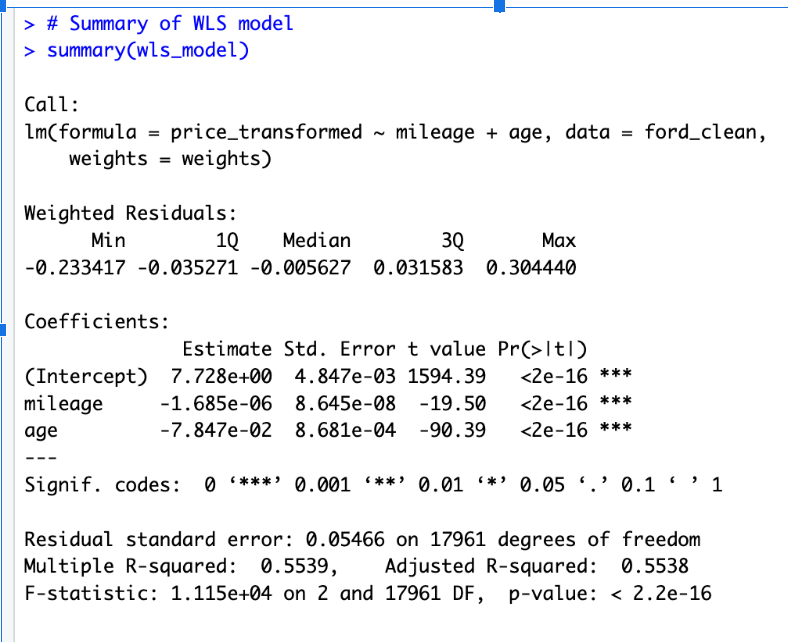 > # Summary of WLS model
> summary(wls_model)
Call:
lm(formula = price_transformed ~ mileage + age, data = ford_clean,
    weights = weights)
Weighted Residuals:
      Min        1Q    Median        3Q       Max
-0.233417 -0.035271 -0.005627  0.031583  0.304440
Coefficients:
              Estimate Std. Error t value Pr(>|t|)
(Intercept)  7.728e+00  4.847e-03 1594.39   <2e-16 ***
mileage     -1.685e-06  8.645e-08  -19.50   <2e-16 ***
age         -7.847e-02  8.681e-04  -90.39   <2e-16 ***
---
Signif. codes:  0 ‘***’ 0.001 ‘**’ 0.01 ‘*’ 0.05 ‘.’ 0.1 ‘ ’ 1
Residual standard error: 0.05466 on 17961 degrees of freedom
Multiple R-squared:  0.5539,    Adjusted R-squared:  0.5538
F-statistic: 1.115e+04 on 2 and 17961 DF,  p-value: < 2.2e-16